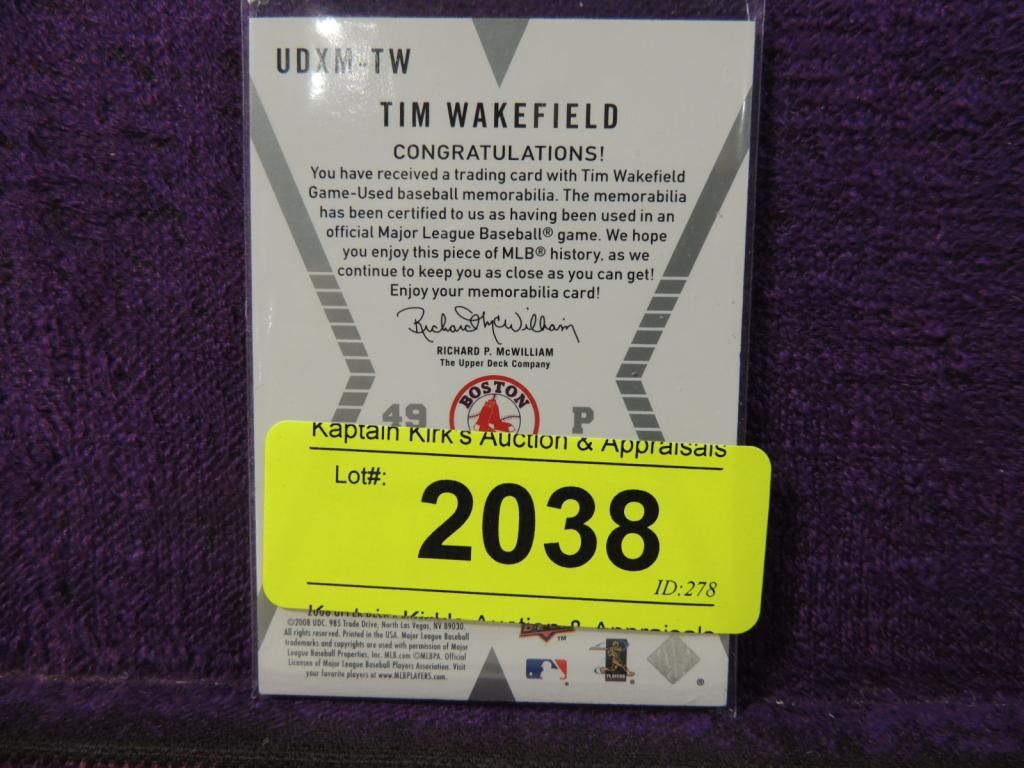 UDXM-TW
TIM WAKEFIELD
CONGRATULATIONS!
You have received a trading card with Tim Wakefield
Game-Used baseball memorabilia. The memorabilia
has been certified to us as having been used in an
official Major League Baseball® game. We hope
you enjoy this piece of MLB® history, as we
continue to keep you as close as you can get!
Enjoy your memorabilia card!
Richard McWilliam
RICHARD P. McWILLIAM
The Upper Deck Company
BOSTON
49 P
Kaptain Kirk's Auction & Appraisals
Lot#:
2038
ID:278
Auction & Appraisals
©2008 UDC. 985 Trade Drive, North Las Vegas, NV 89030.
All rights reserved. Printed in the USA. Major League Baseball
trademarks and copyrights are used with permission of Major
League Baseball Properties, Inc. MLB.com ©MLBPA. Official
Licensee of Major League Baseball Players Association. Visit
your favorite players at www.MLBPLAYERS.com.
TM
PLAYERS
®